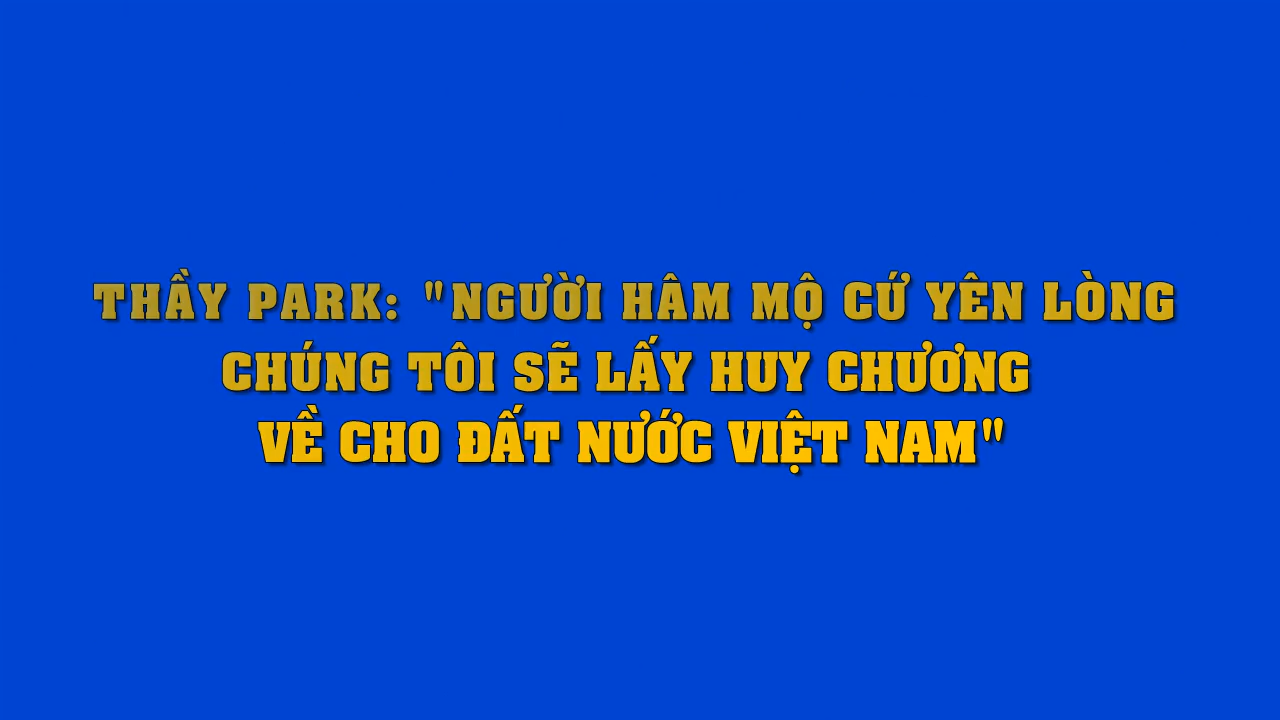 THẦY PARK: "NGƯỜI HÂM MỘ CỨ YÊN LÒNG
CHÚNG TÔI SẼ LẤY HUY CHƯƠNG
VỀ CHO ĐẤT NƯỚC VIỆT NAM"